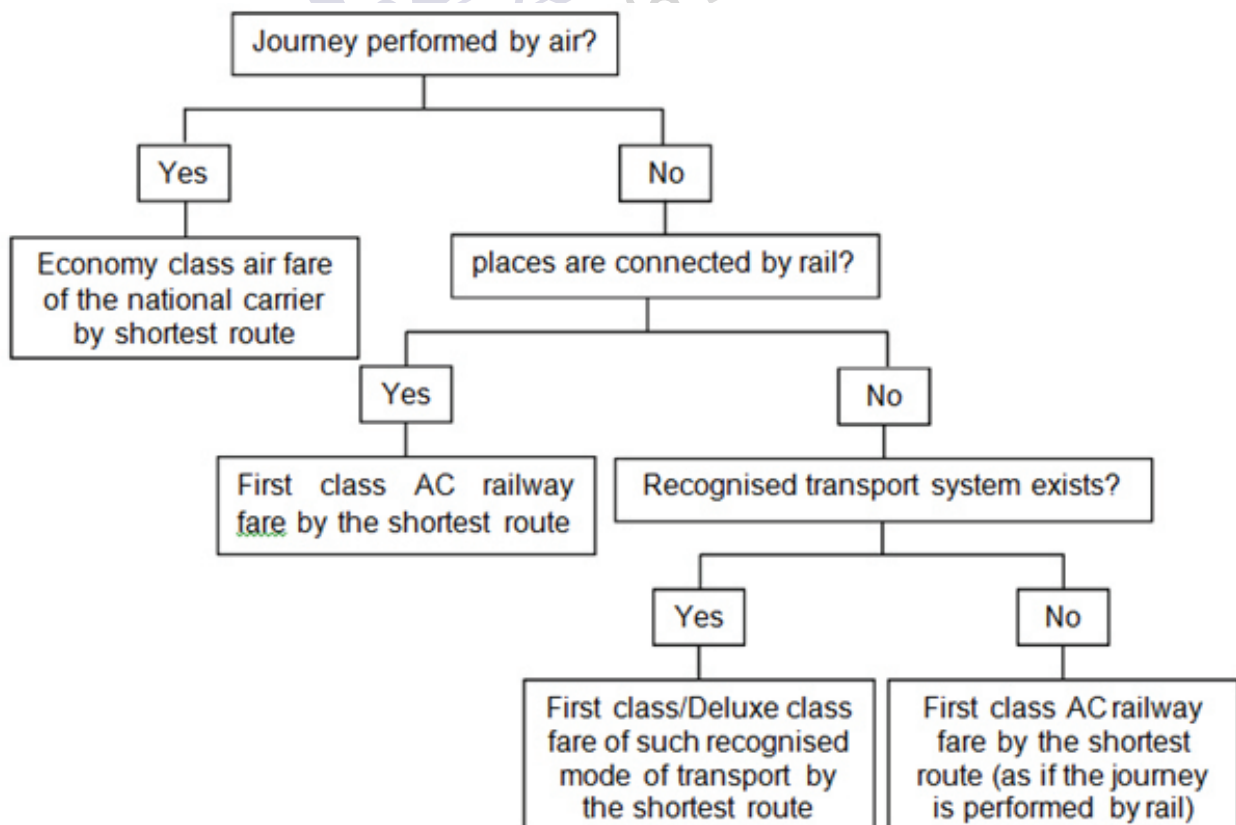 Journey performed by air?
Yes
No
Economy class air fare
of the national carrier
by shortest route
places are connected by rail?
Yes
No
First class AC railway
fare by the shortest route
Recognised transport system exists?
Yes
No
First class/Deluxe class
fare of such recognised
mode of transport by
the shortest route
First class AC railway
fare by the shortest
route (as if the journey
is performed by rail)